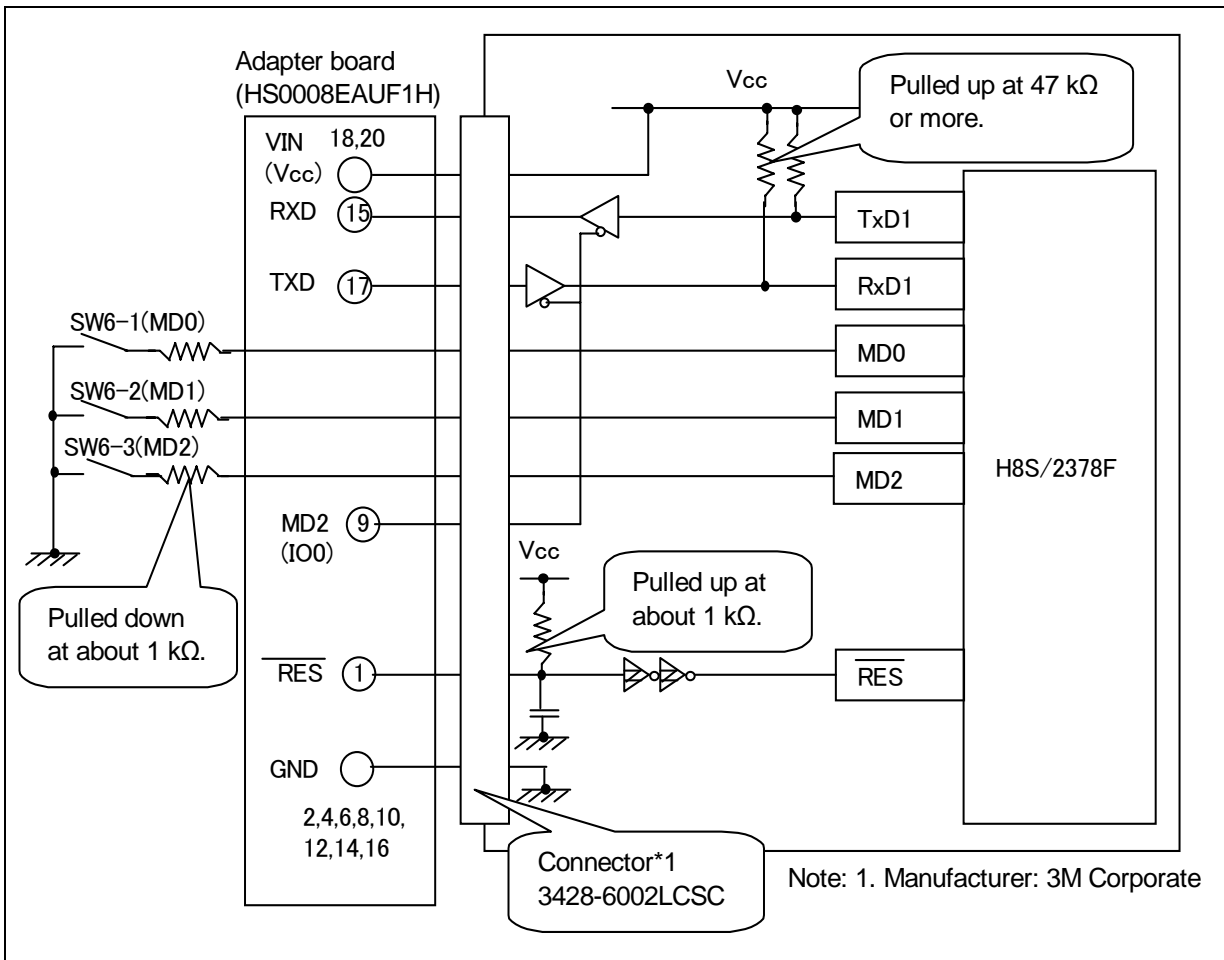 Adapter board
(HS0008EAUF1H)
Vcc
Pulled up at 47 kΩ
or more.
VIN 18,20
(Vcc)
RXD 15
TxD1
TXD 17
RxD1
SW6-1(MD0)
MD0
SW6-2(MD1)
MD1
SW6-3(MD2)
MD2
H8S/2378F
MD2 9
(IO0)
Vcc
Pulled up at
about 1 kΩ.
Pulled down
at about 1 kΩ.
RES 1
RES
GND
2,4,6,8,10,
12,14,16
Connector*1
3428-6002LCSC
Note: 1. Manufacturer: 3M Corporate